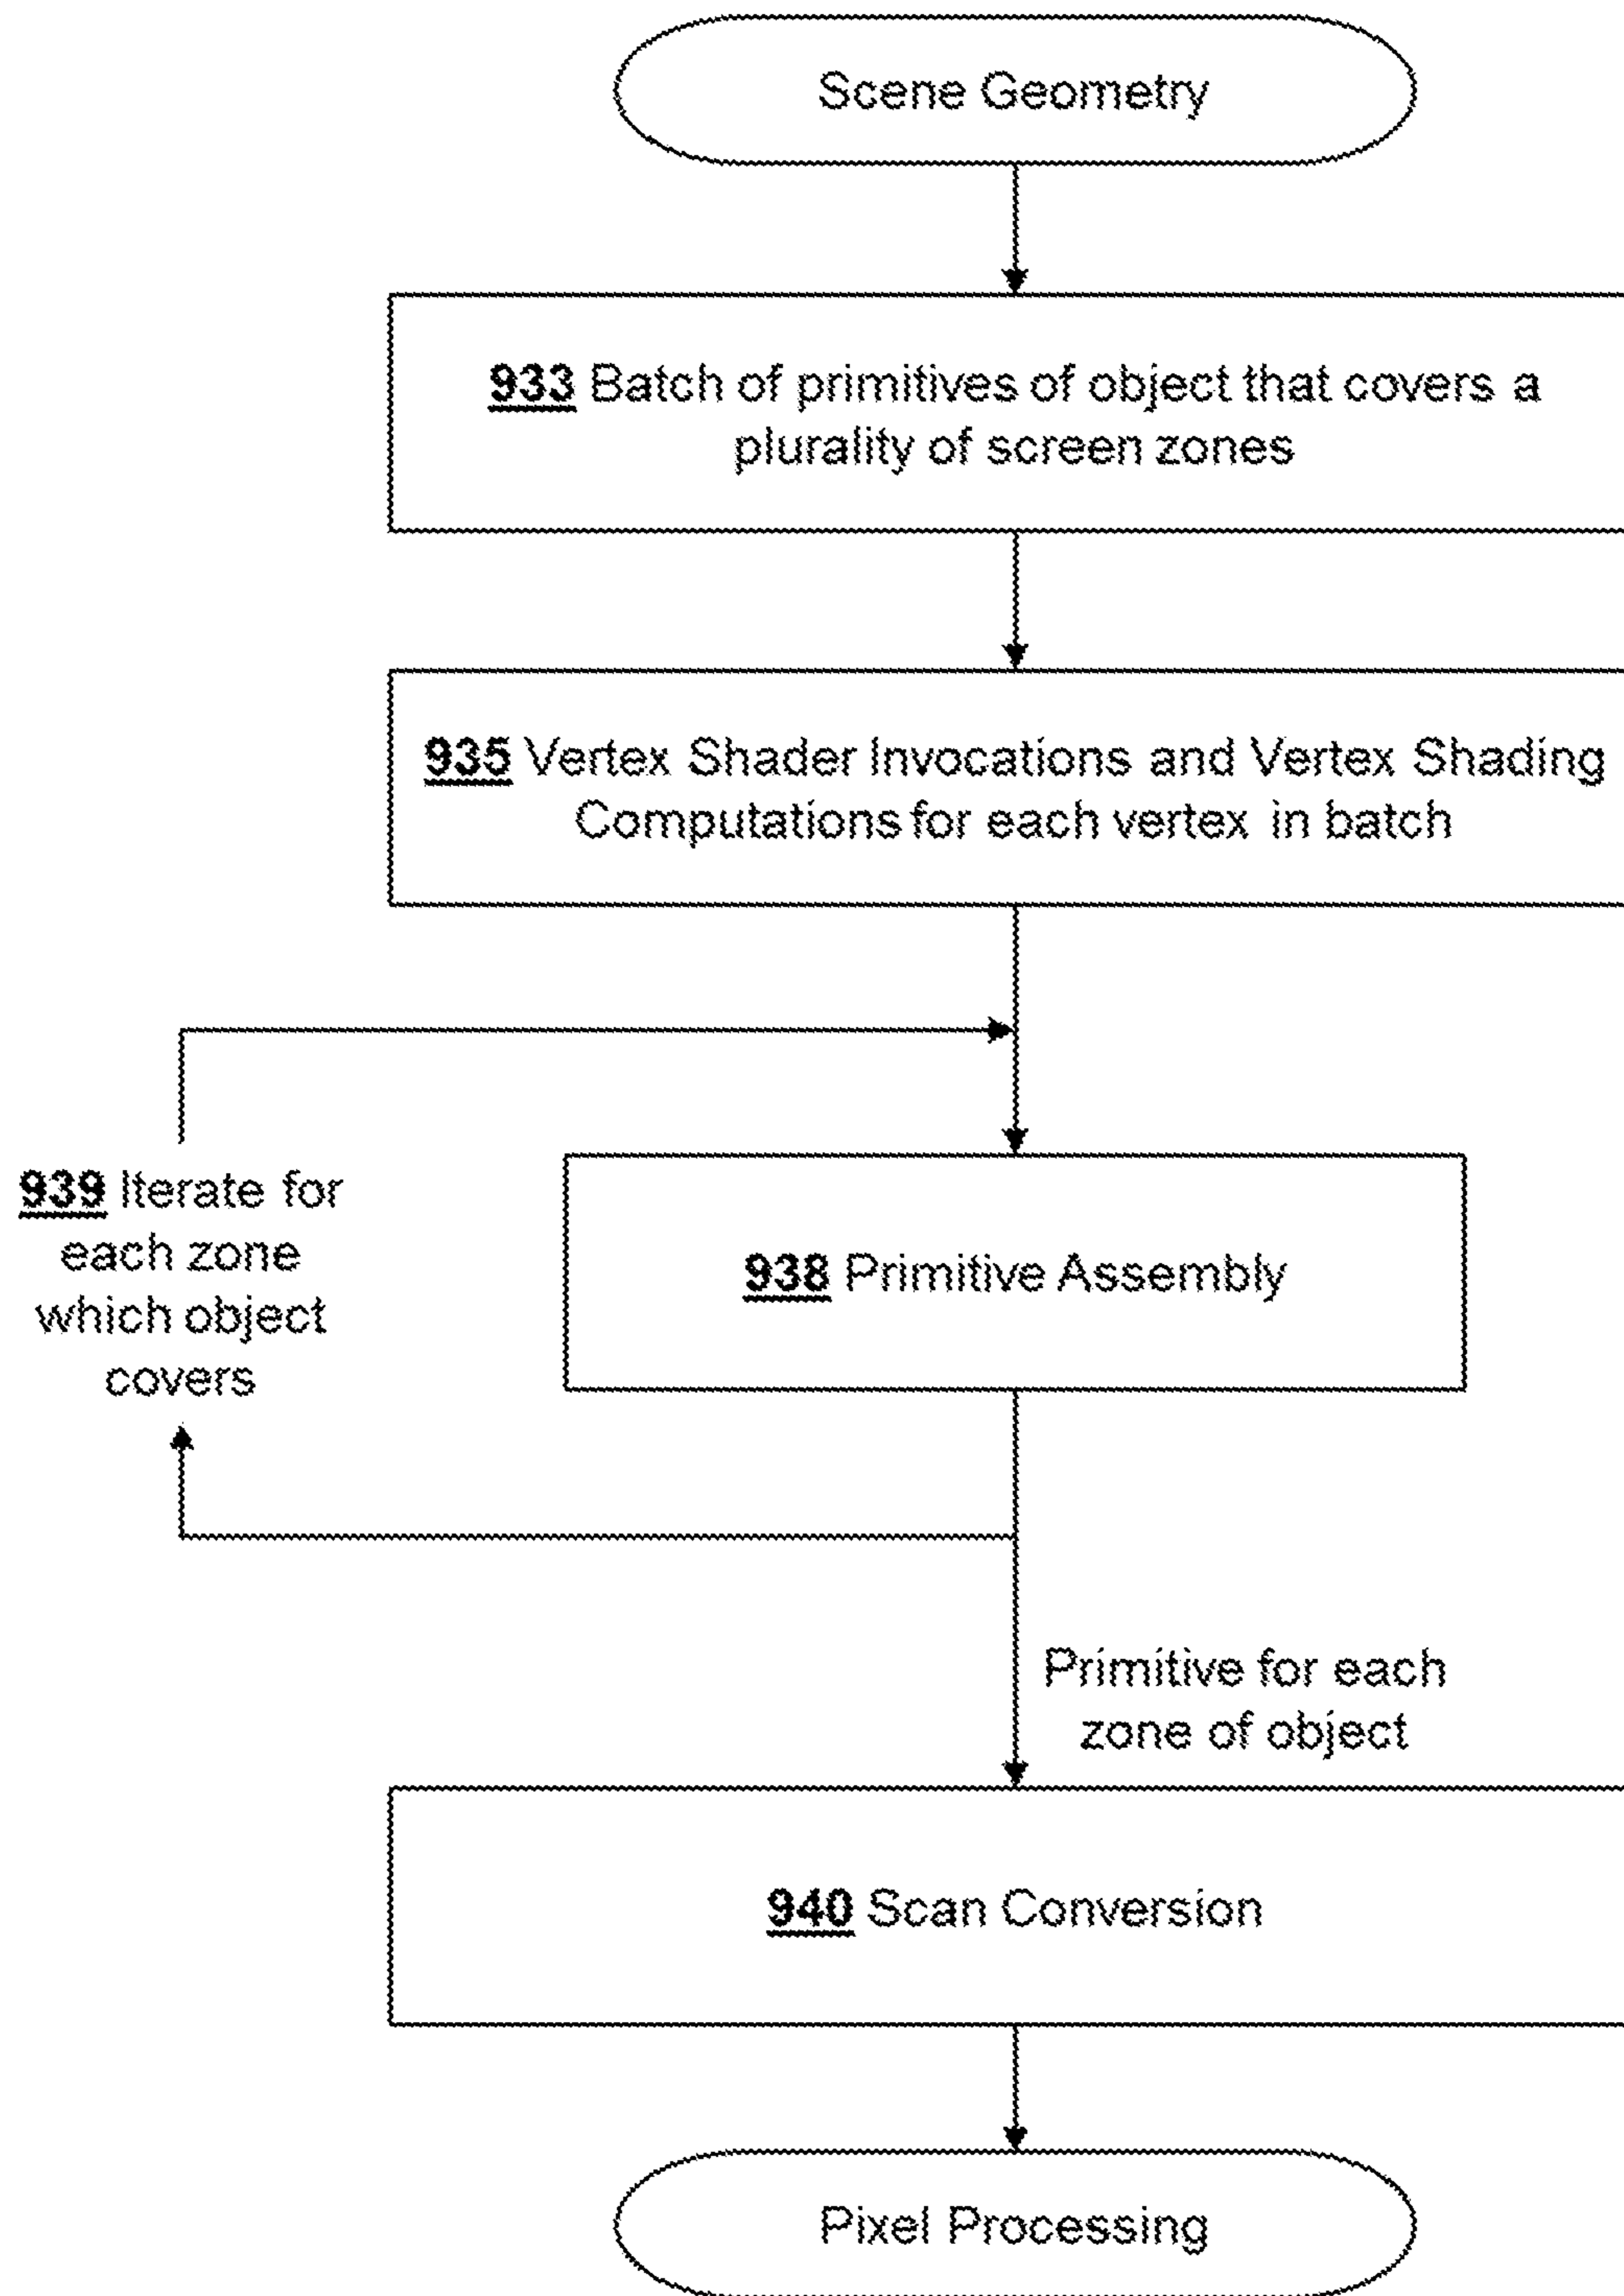 Scene Geometry
933 Batch of primitives of object that covers a
plurality of screen zones
935 Vertex Shader Invocations and Vertex Shading
Computations for each vertex in batch
939 Iterate for
each zone
which object
covers
938 Primitive Assembly
Primitive for each
zone of object
940 Scan Conversion
Pixel Processing